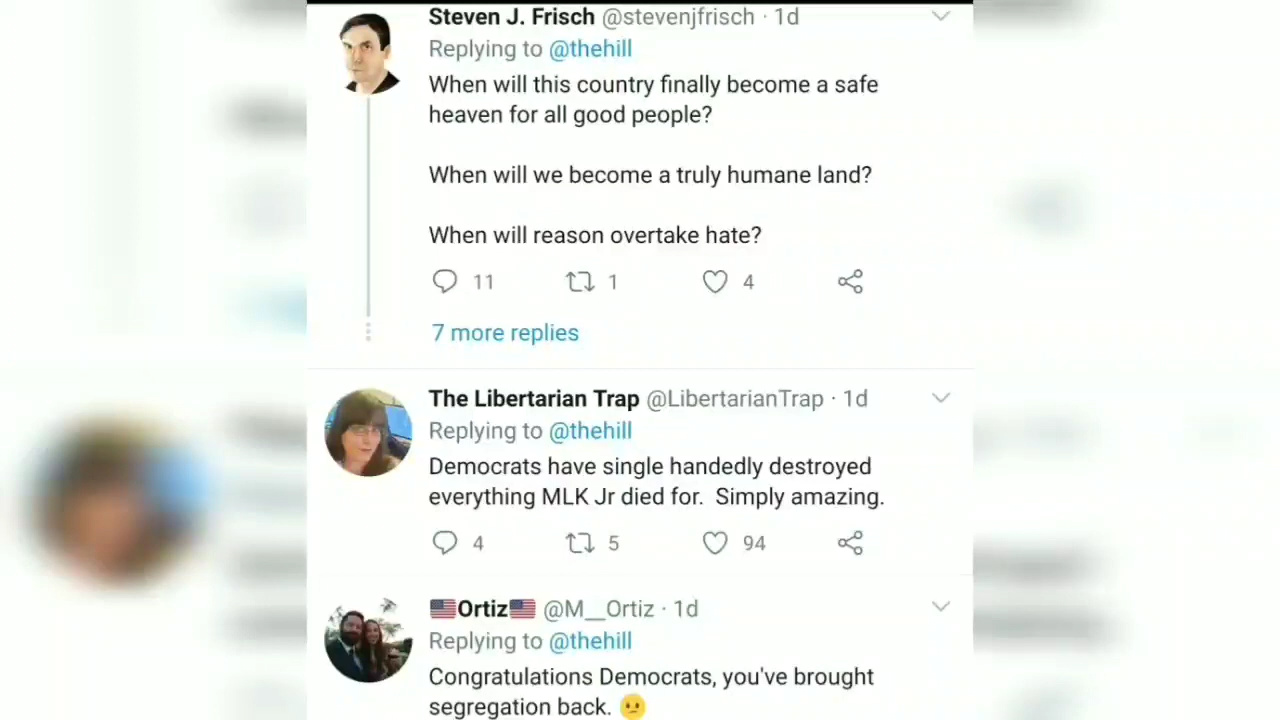 Steven J. Frisch @stevenjfrisch · 1d
Replying to @thehill
When will this country finally become a safe
heaven for all good people?
When will we become a truly humane land?
When will reason overtake hate?
11 1 4
7 more replies
The Libertarian Trap @LibertarianTrap · 1d
Replying to @thehill
Democrats have single handedly destroyed
everything MLK Jr died for. Simply amazing.
4 5 94
🇺🇸Ortiz🇺🇸 @M__Ortiz · 1d
Replying to @thehill
Congratulations Democrats, you've brought
segregation back. 😐